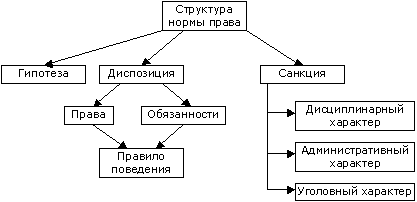 Структура
нормы права
Гипотеза
Диспозиция
Санкция
Права
Обязанности
Правило
поведения
Дисциплинарный
характер
Административный
характер
Уголовный характер